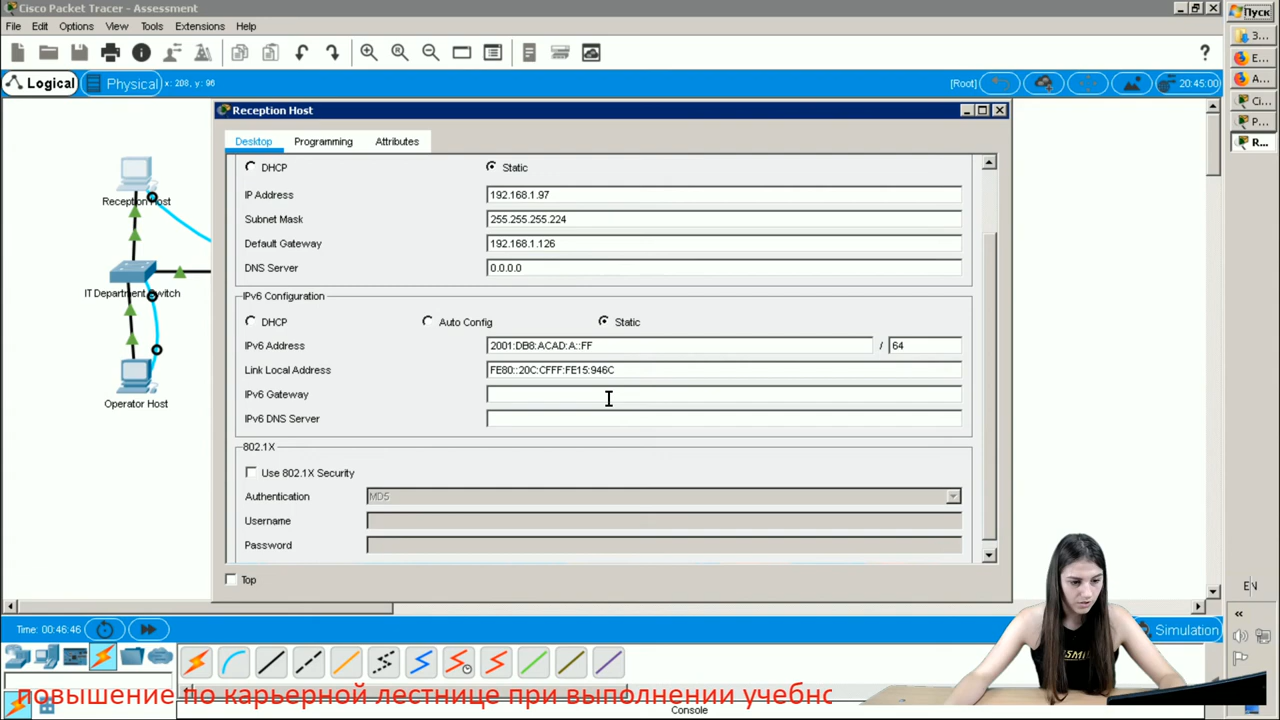 Cisco Packet Tracer - Assessment
File Edit Options View Tools Extensions Help
Logical Physical x: 208, y: 96 [Root] 20:45:00
Reception Host
Desktop Programming Attributes
DHCP Static
IP Address 192.168.1.97
Subnet Mask 255.255.255.224
Default Gateway 192.168.1.126
DNS Server 0.0.0.0
IPv6 Configuration
DHCP Auto Config Static
IPv6 Address 2001:DB8:ACAD:A::FF / 64
Link Local Address FE80::20C:CFFF:FE15:946C
IPv6 Gateway
IPv6 DNS Server
802.1X
Use 802.1X Security
Authentication MD5
Username
Password
Top
Reception Host
IT Department Switch
Operator Host
Пуск
З...
E...
A...
Ci...
P...
R...
EN
«
Time: 00:46:46 Simulation
повышение по карьерной лестнице при выполнении учебнс
Console